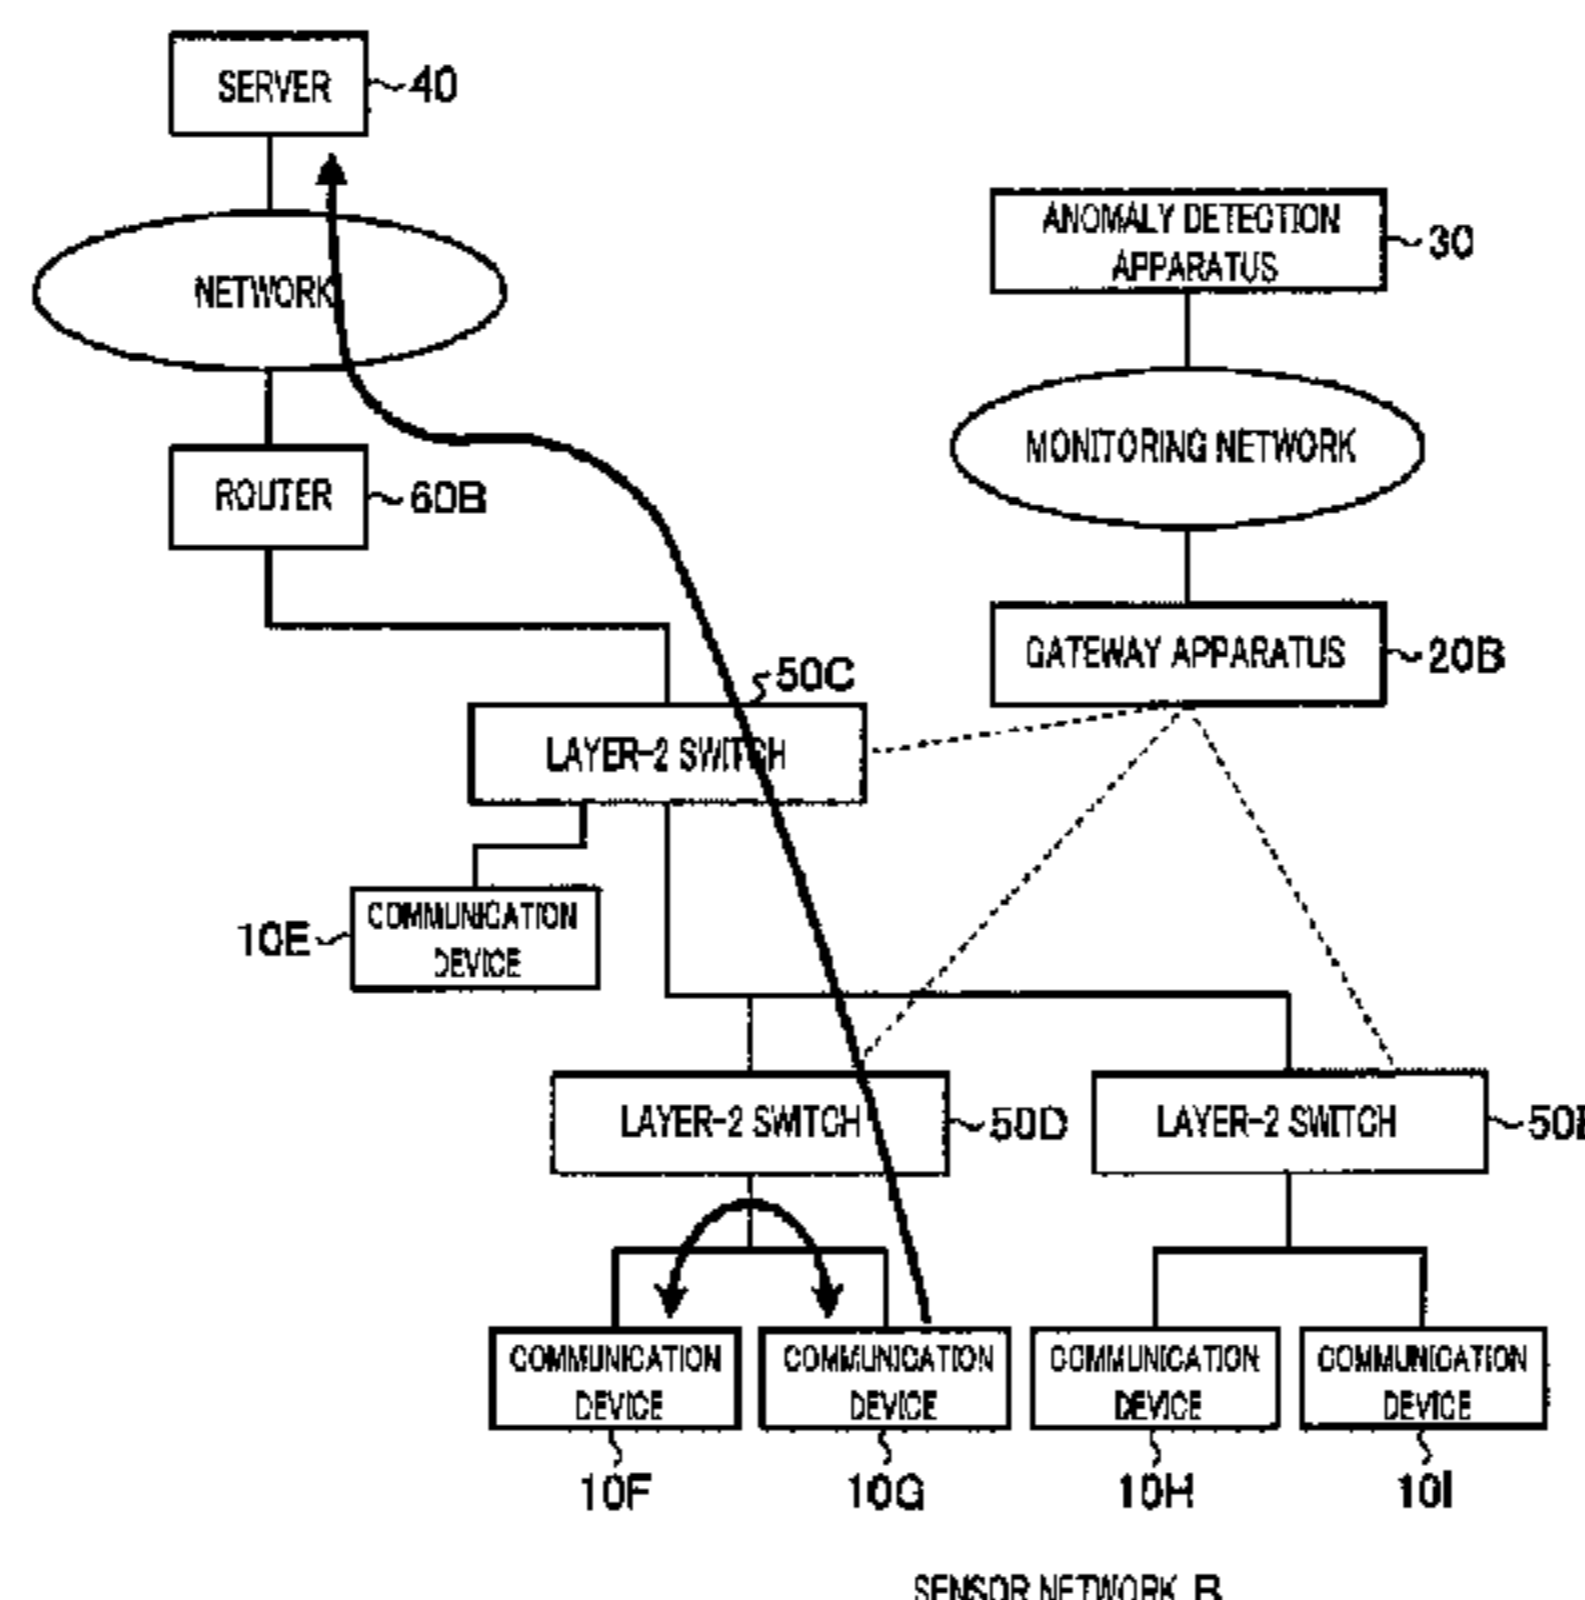 SERVER
40
ANOMALY DETECTION
APPARATUS
30
NETWORK
MONITORING NETWORK
ROUTER
60B
GATEWAY APPARATUS
20B
50C
LAYER-2 SWITCH
10E
COMMUNICATION
DEVICE
LAYER-2 SWITCH
50D
LAYER-2 SWITCH
COMMUNICATION
DEVICE
COMMUNICATION
DEVICE
COMMUNICATION
DEVICE
COMMUNICATION
DEVICE
10F
10G
10H
10I
SENSOR NETWORK B